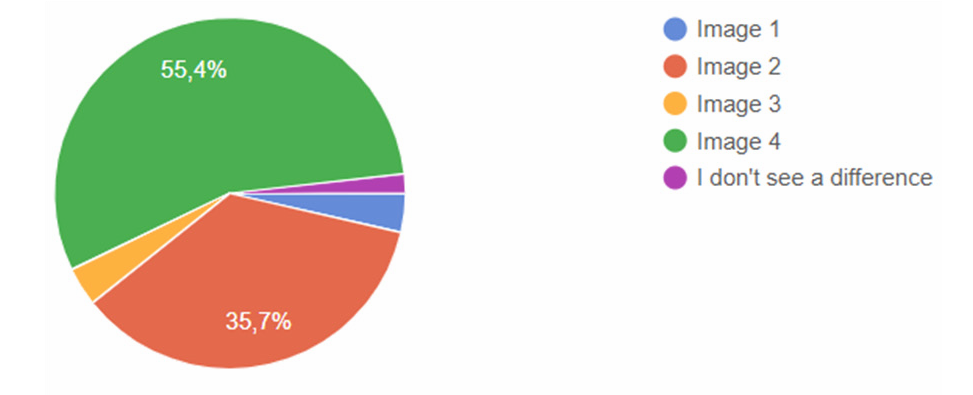 55,4%
35,7%
Image 1
Image 2
Image 3
Image 4
I don't see a difference